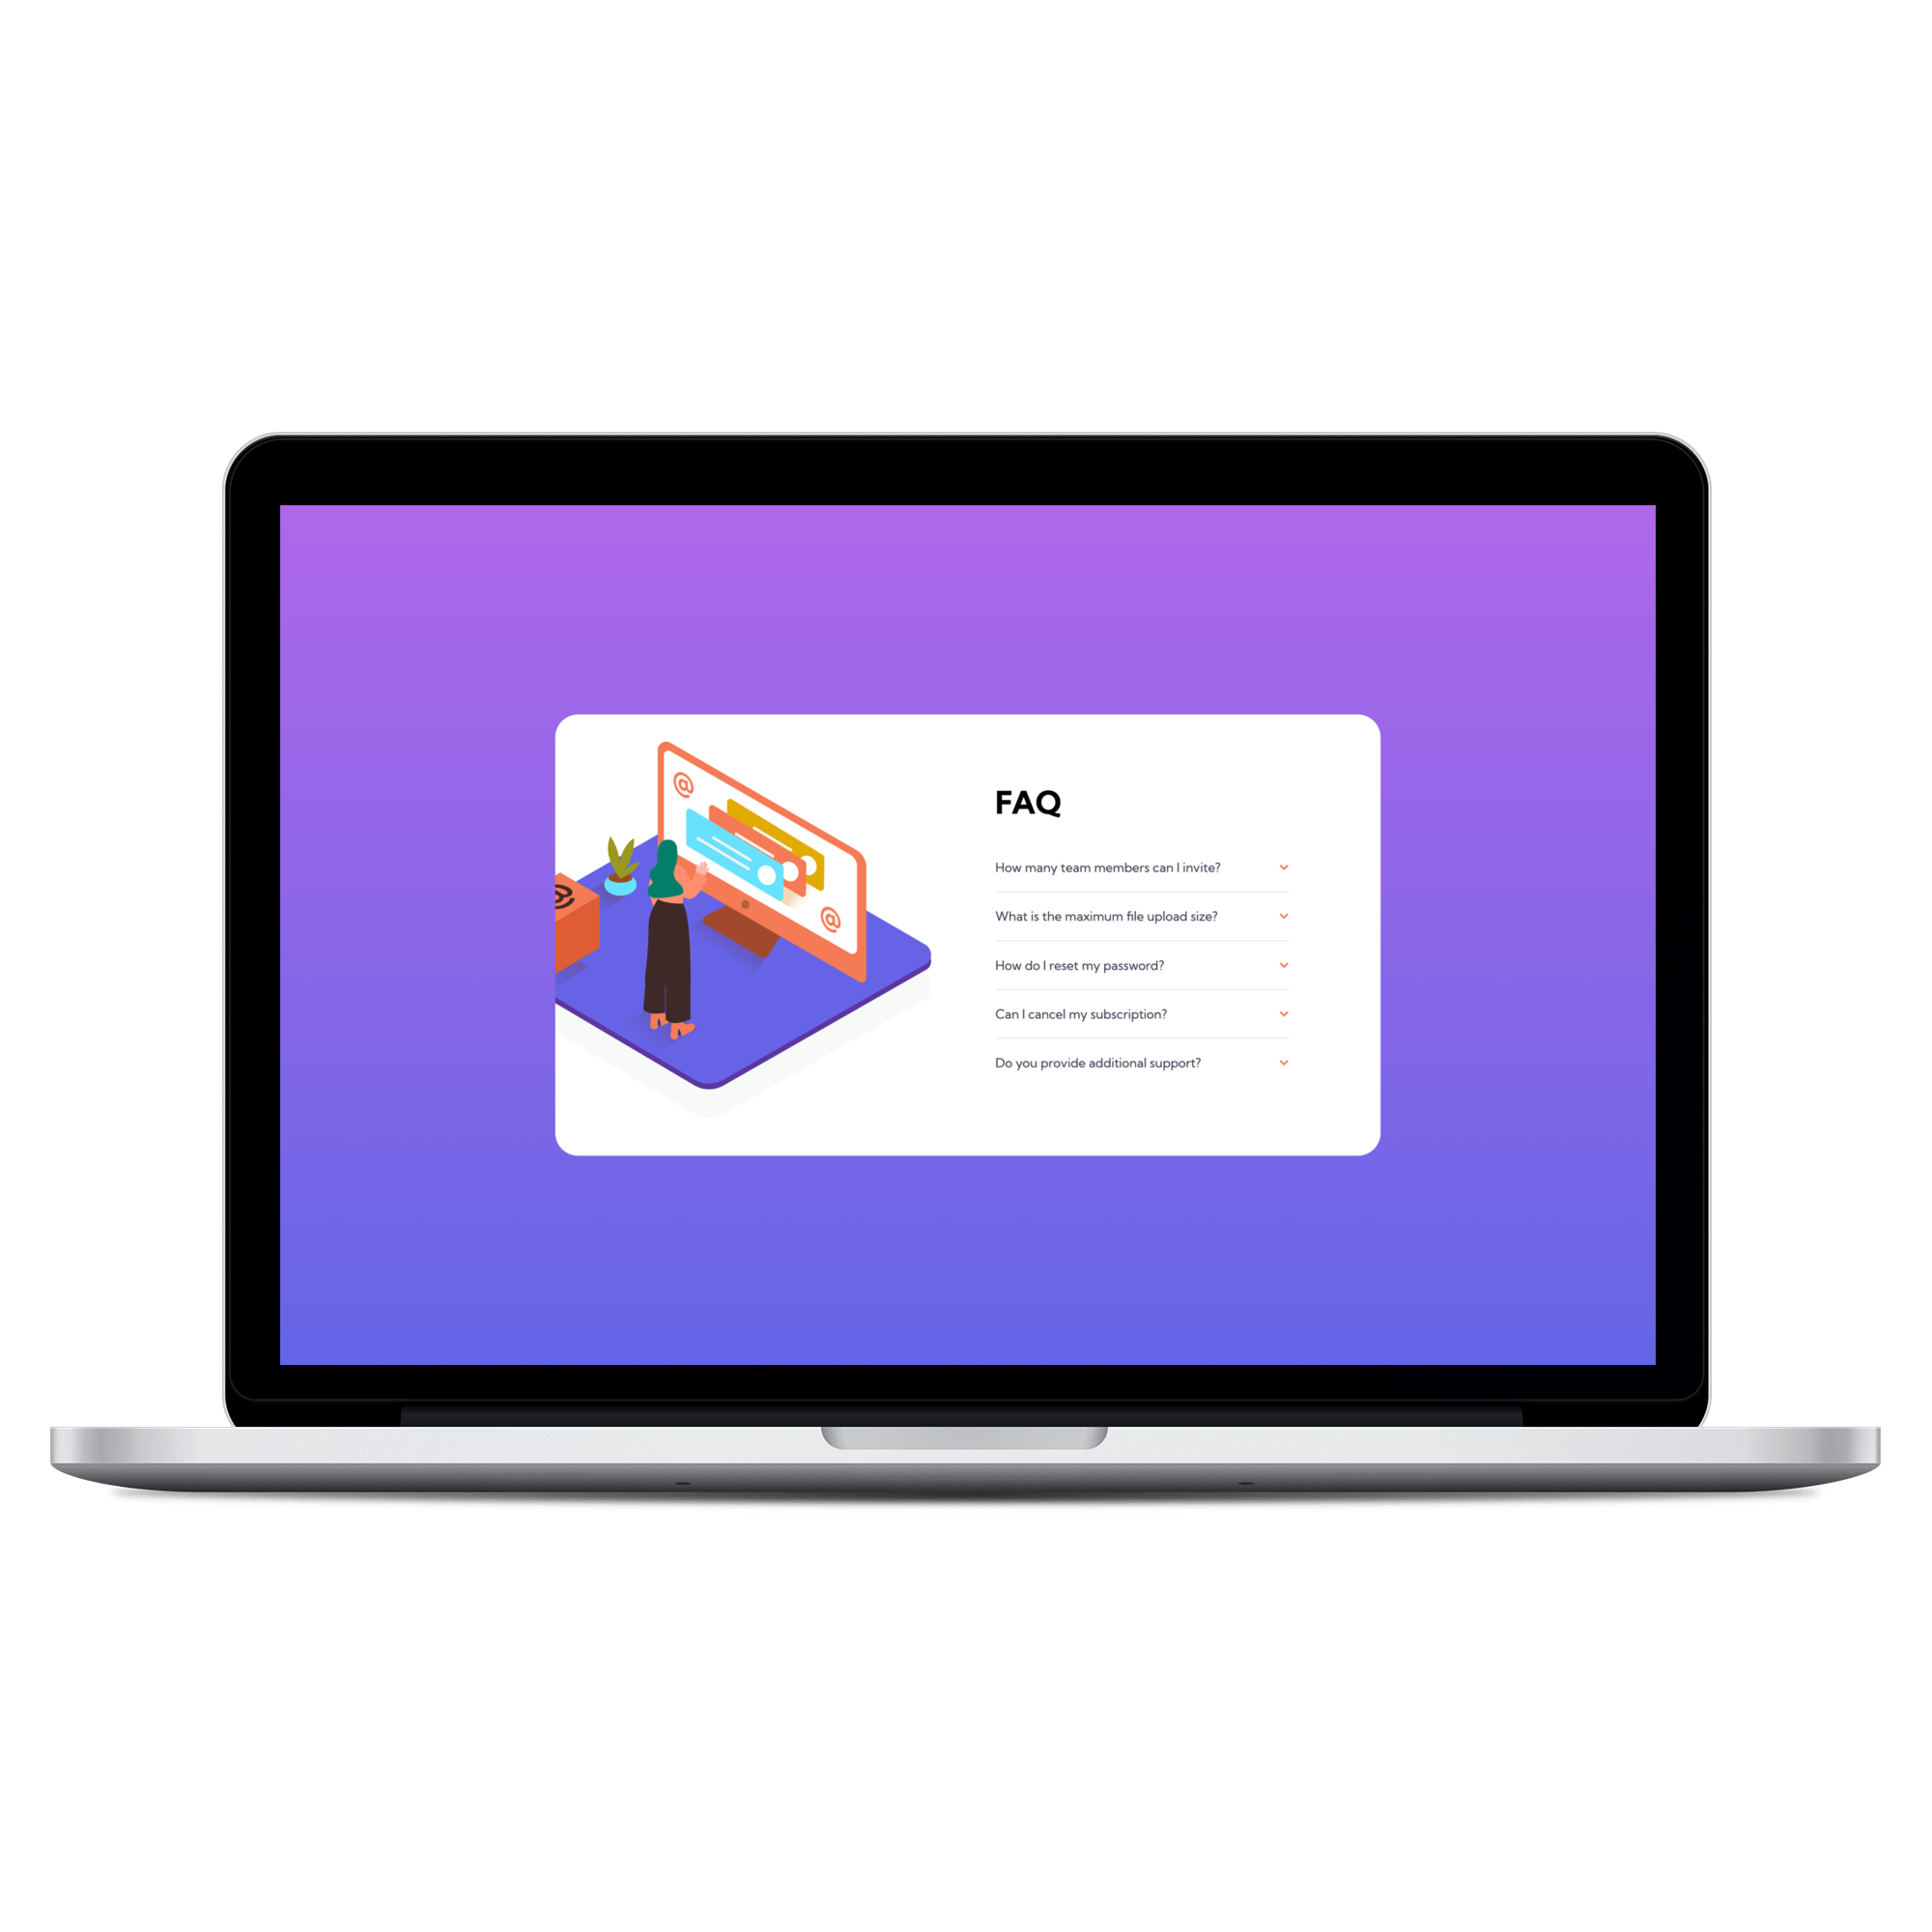 @
@
@
FAQ
How many team members can I invite?
What is the maximum file upload size?
How do I reset my password?
Can I cancel my subscription?
Do you provide additional support?